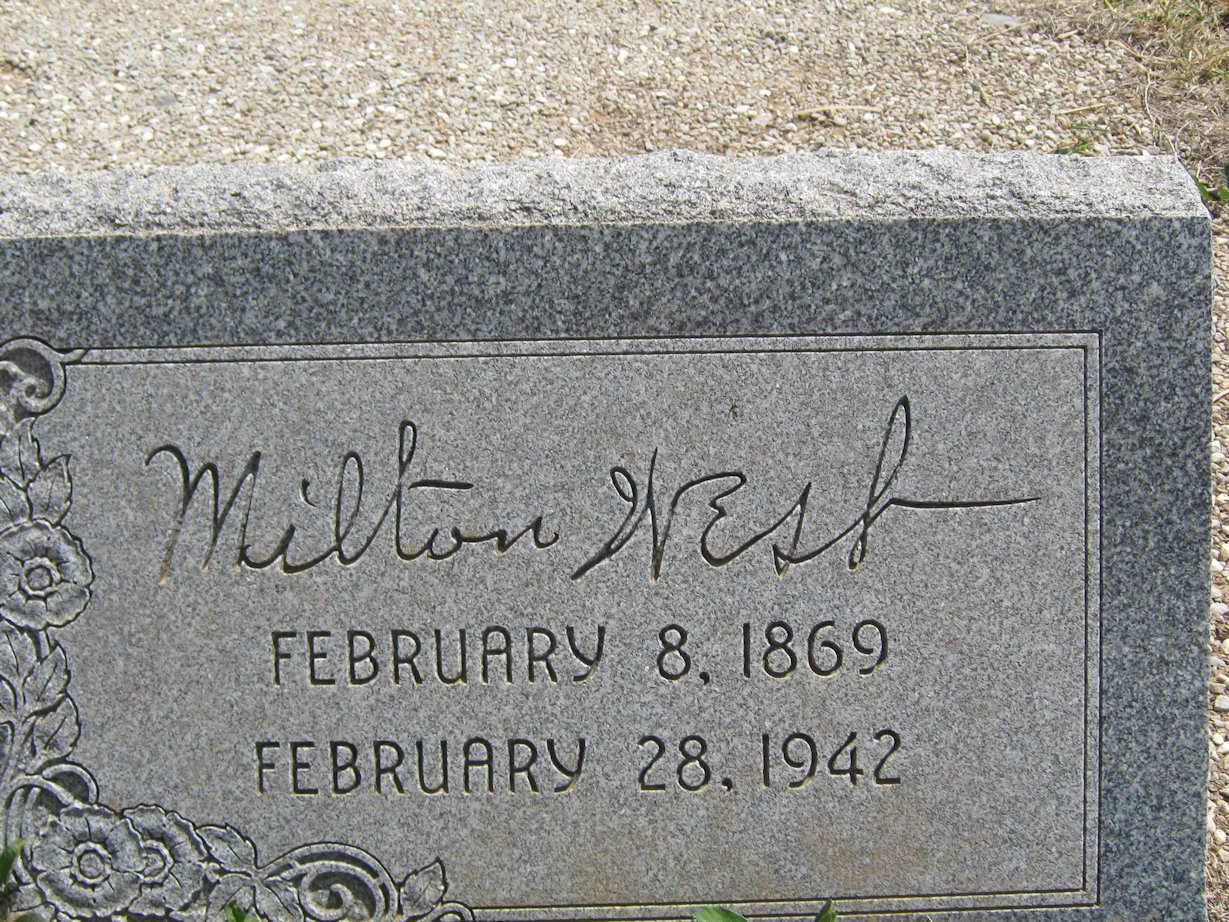 Milton West
FEBRUARY 8, 1869
FEBRUARY 28, 1942